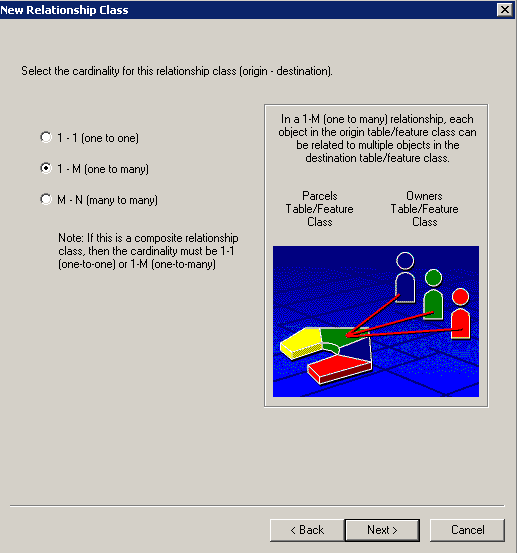 New Relationship Class
Select the cardinality for this relationship class (origin - destination).
1 - 1 (one to one)
1 - M (one to many)
M - N (many to many)
Note: If this is a composite relationship
class, then the cardinality must be 1-1
(one-to-one) or 1-M (one-to-many)
In a 1-M (one to many) relationship, each
object in the origin table/feature class can
be related to multiple objects in the
destination table/feature class.
Parcels
Table/Feature
Class
Owners
Table/Feature
Class
< Back
Next >
Cancel